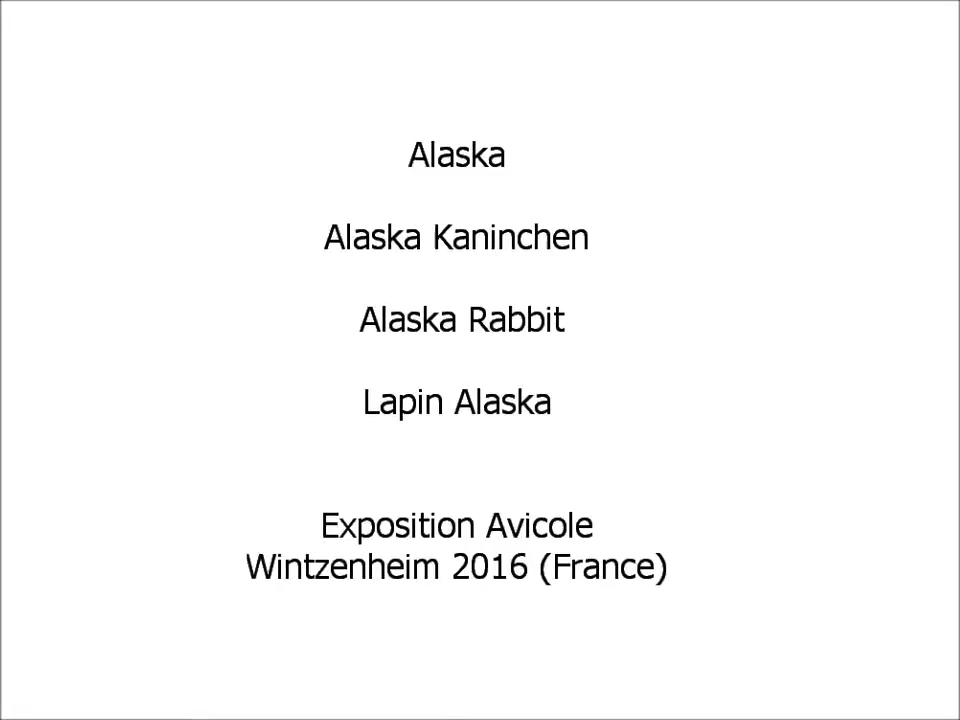 Alaska
Alaska Kaninchen
Alaska Rabbit
Lapin Alaska
Exposition Avicole
Wintzenheim 2016 (France)